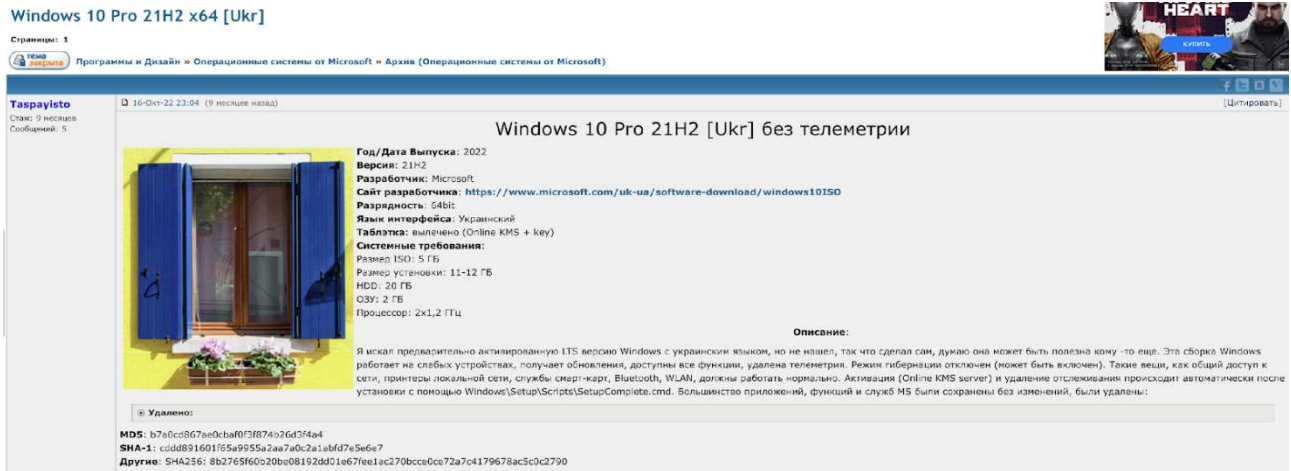 Windows 10 Pro 21H2 x64 [Ukr]
HEART
КУПИТЬ
Страницы: 1
тема закрыта
Программы и Дизайн » Операционные системы от Microsoft » Архив (Операционные системы от Microsoft)
Taspayisto
16-Окт-22 23:04 (9 месяцев назад)
[Цитировать]
Стаж: 9 месяцев
Сообщений: 5
Windows 10 Pro 21H2 [Ukr] без телеметрии
Год/Дата Выпуска: 2022
Версия: 21H2
Разработчик: Microsoft
Сайт разработчика: https://www.microsoft.com/uk-ua/software-download/windows10ISO
Разрядность: 64bit
Язык интерфейса: Украинский
Таблэтка: вылечено (Online KMS + key)
Системные требования:
Размер ISO: 5 ГБ
Размер установки: 11-12 ГБ
HDD: 20 ГБ
ОЗУ: 2 ГБ
Процессор: 2x1,2 ГГц
Описание:
Я искал предварительно активированную LTS версию Windows с украинским языком, но не нашел, так что сделал сам, думаю она может быть полезна кому -то еще. Эта сборка Windows
работает на слабых устройствах, получает обновления, доступны все функции, удалена телеметрия. Режим гибернации отключен (может быть включен). Такие вещи, как общий доступ к
сети, принтеры локальной сети, службы смарт-карт, Bluetooth, WLAN, должны работать нормально. Активация (Online KMS server) и удаление отслеживания происходит автоматически после
установки с помощью Windows\Setup\Scripts\SetupComplete.cmd. Большинство приложений, функций и служб MS были сохранены без изменений, были удалены:
Удалено:
MD5: b7a0cd867ae0cbaf0f3f874b26d3f4a4
SHA-1: cddd891601f65a9955a2aa7a0c2a1abfd7e5e6e7
Другие: SHA256: 8b2765f60b20be08192dd01e67fee1ac270bcce0ce72a7c4179678ac5c0c2790